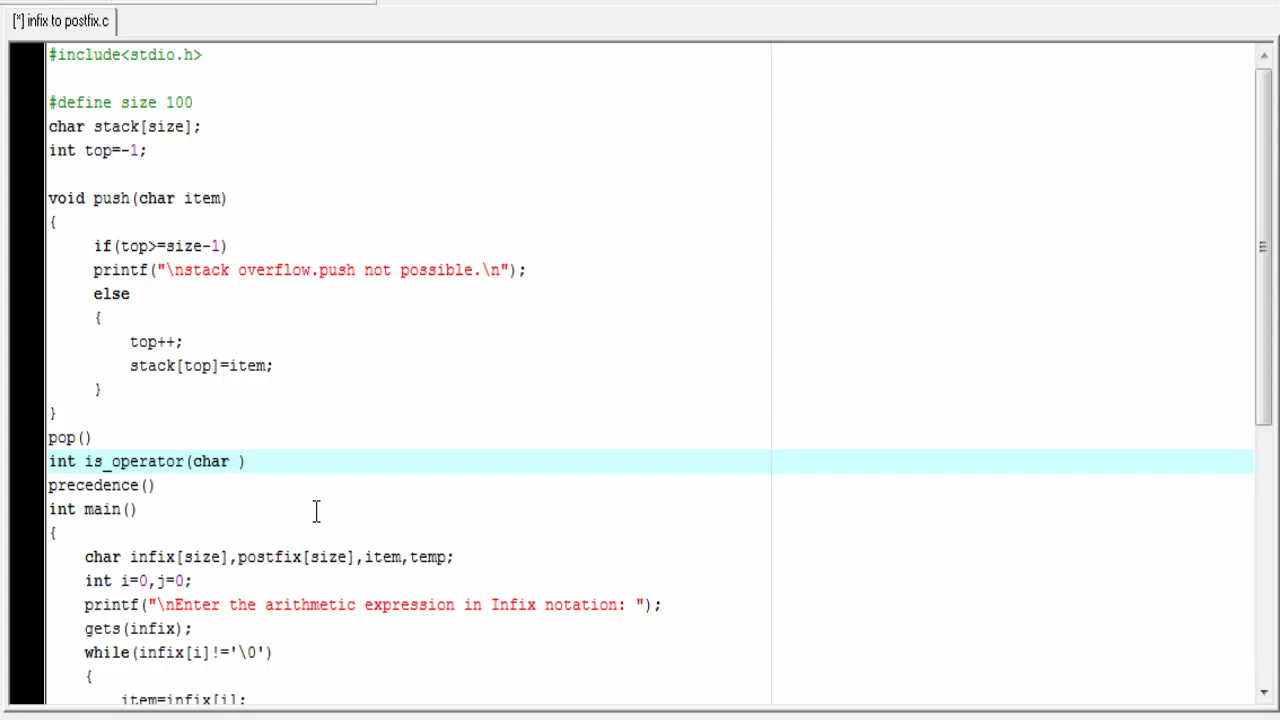 [*] infix to postfix.c
#include<stdio.h>
#define size 100
char stack[size];
int top=-1;
void push(char item)
{
if(top>=size-1)
printf("\nstack overflow.push not possible.\n");
else
{
top++;
stack[top]=item;
}
}
pop()
int is_operator(char )
precedence()
int main()
{
char infix[size],postfix[size],item,temp;
int i=0,j=0;
printf("\nEnter the arithmetic expression in Infix notation: ");
gets(infix);
while(infix[i]!='\0')
{
item=infix[i];